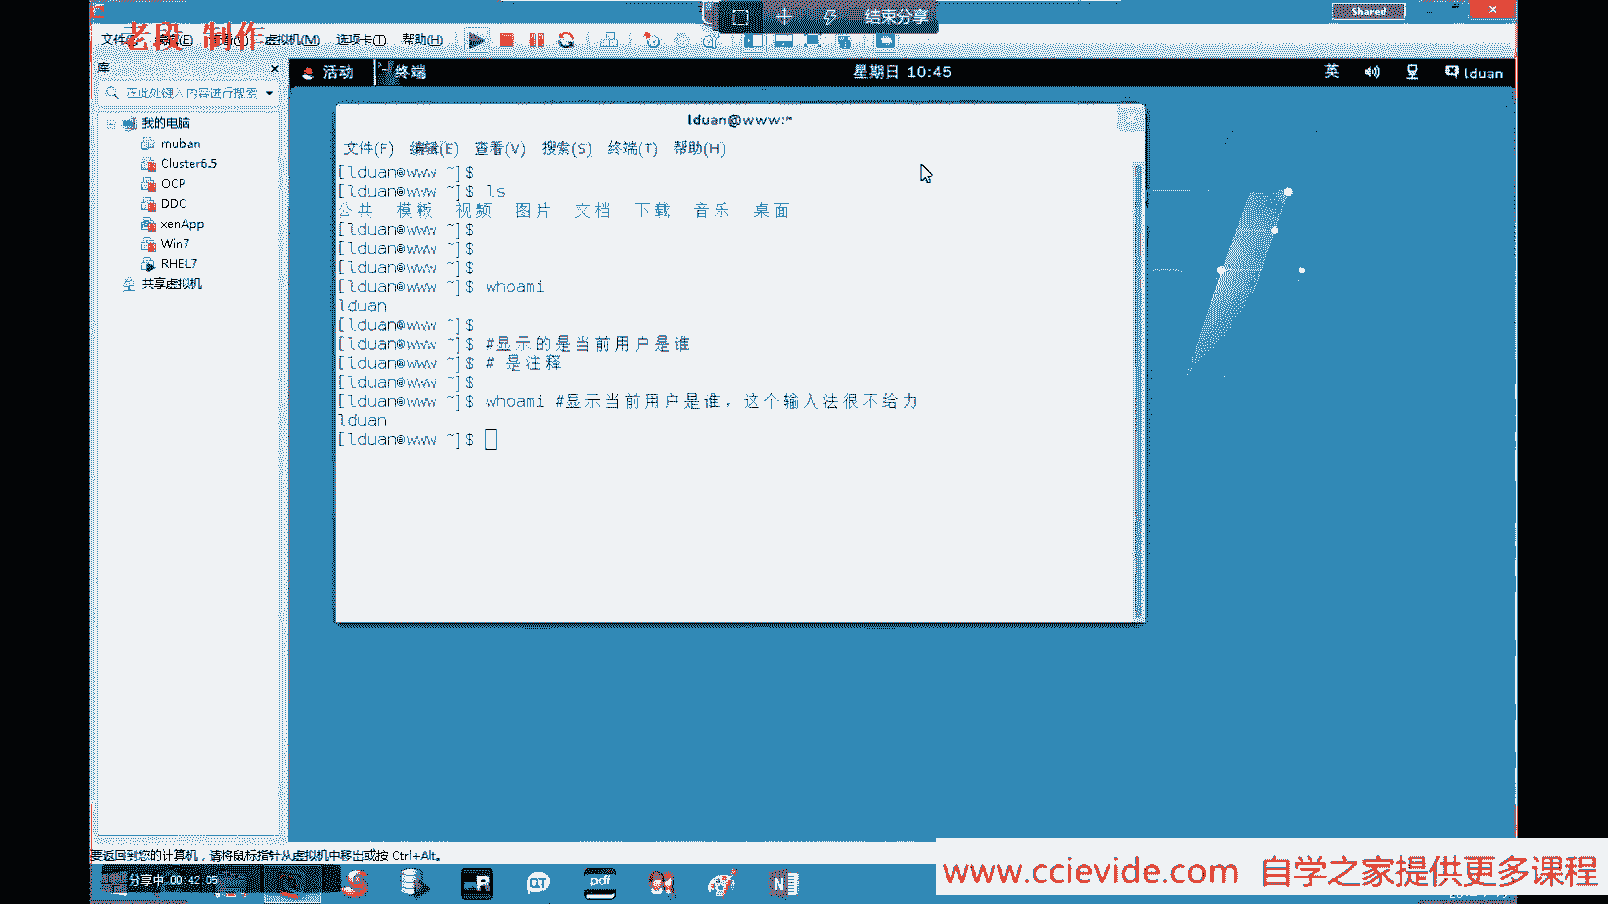 结束分享
Shared
老段 制作
虚拟机(M) 选项卡(T) 帮助(H)
库
在此处键入内容进行搜索
活动 终端
星期日 10:45
英 lduan
我的电脑
muban
Cluster6.5
OCP
DDC
xenApp
Win7
RHEL7
共享虚拟机
lduan@www:~
文件(F) 编辑(E) 查看(V) 搜索(S) 终端(T) 帮助(H)
[lduan@www ~]$
[lduan@www ~]$ ls
公共 模板 视频 图片 文档 下载 音乐 桌面
[lduan@www ~]$
[lduan@www ~]$
[lduan@www ~]$
[lduan@www ~]$ whoami
lduan
[lduan@www ~]$
[lduan@www ~]$ #显示的是当前用户是谁
[lduan@www ~]$ # 是注释
[lduan@www ~]$
[lduan@www ~]$ whoami #显示当前用户是谁，这个输入法很不给力
lduan
[lduan@www ~]$
要返回到您的计算机，请将鼠标指针从虚拟机中移出或按 Ctrl+Alt。
分享中 00:42:05
pdf
www.ccievide.com 自学之家提供更多课程